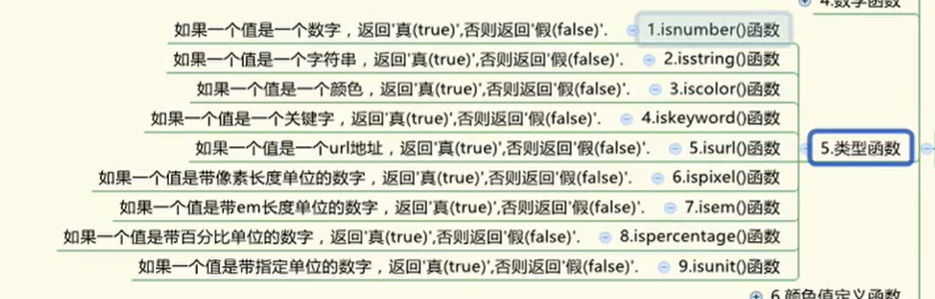 4.数字函数
如果一个值是一个数字，返回'真(true)',否则返回'假(false)'. 1.isnumber()函数
如果一个值是一个字符串，返回'真(true)',否则返回'假(false)'. 2.isstring()函数
如果一个值是一个颜色，返回'真(true)',否则返回'假(false)'. 3.iscolor()函数
如果一个值是一个关键字，返回'真(true)',否则返回'假(false)'. 4.iskeyword()函数
如果一个值是一个url地址，返回'真(true)',否则返回'假(false)'. 5.isurl()函数
5.类型函数
如果一个值是带像素长度单位的数字，返回'真(true)',否则返回'假(false)'. 6.ispixel()函数
如果一个值是带em长度单位的数字，返回'真(true)',否则返回'假(false)'. 7.isem()函数
如果一个值是带百分比单位的数字，返回'真(true)',否则返回'假(false)'. 8.ispercentage()函数
如果一个值是带指定单位的数字，返回'真(true)',否则返回'假(false)'. 9.isunit()函数
6.颜色值定义函数